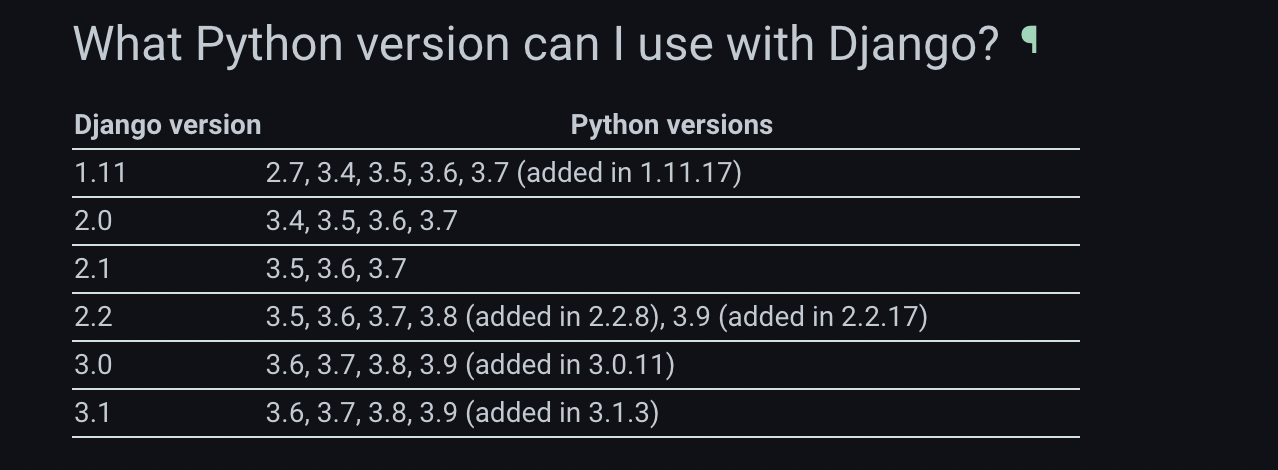 What Python version can I use with Django? ¶
Django version Python versions
1.11 2.7, 3.4, 3.5, 3.6, 3.7 (added in 1.11.17)
2.0 3.4, 3.5, 3.6, 3.7
2.1 3.5, 3.6, 3.7
2.2 3.5, 3.6, 3.7, 3.8 (added in 2.2.8), 3.9 (added in 2.2.17)
3.0 3.6, 3.7, 3.8, 3.9 (added in 3.0.11)
3.1 3.6, 3.7, 3.8, 3.9 (added in 3.1.3)